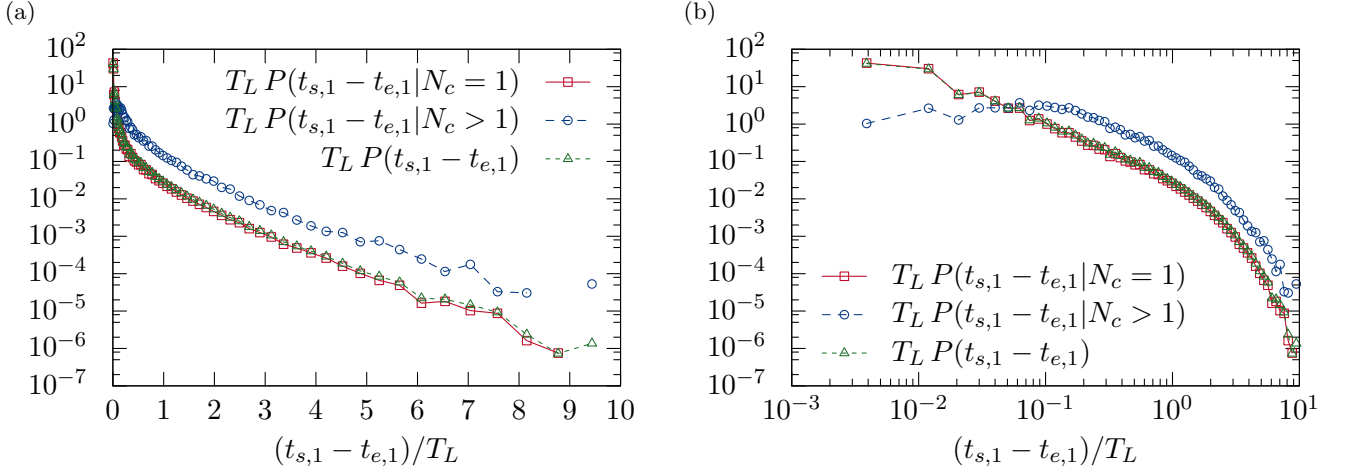 (a)
10^2
10^1
10^0
10^{-1}
10^{-2}
10^{-3}
10^{-4}
10^{-5}
10^{-6}
10^{-7}
T_L P(t_{s,1} − t_{e,1}|N_c = 1)
T_L P(t_{s,1} − t_{e,1}|N_c > 1)
T_L P(t_{s,1} − t_{e,1})
0 1 2 3 4 5 6 7 8 9 10
(t_{s,1} − t_{e,1})/T_L
(b)
10^2
10^1
10^0
10^{-1}
10^{-2}
10^{-3}
10^{-4}
10^{-5}
10^{-6}
10^{-7}
T_L P(t_{s,1} − t_{e,1}|N_c = 1)
T_L P(t_{s,1} − t_{e,1}|N_c > 1)
T_L P(t_{s,1} − t_{e,1})
10^{-3} 10^{-2} 10^{-1} 10^0 10^1
(t_{s,1} − t_{e,1})/T_L